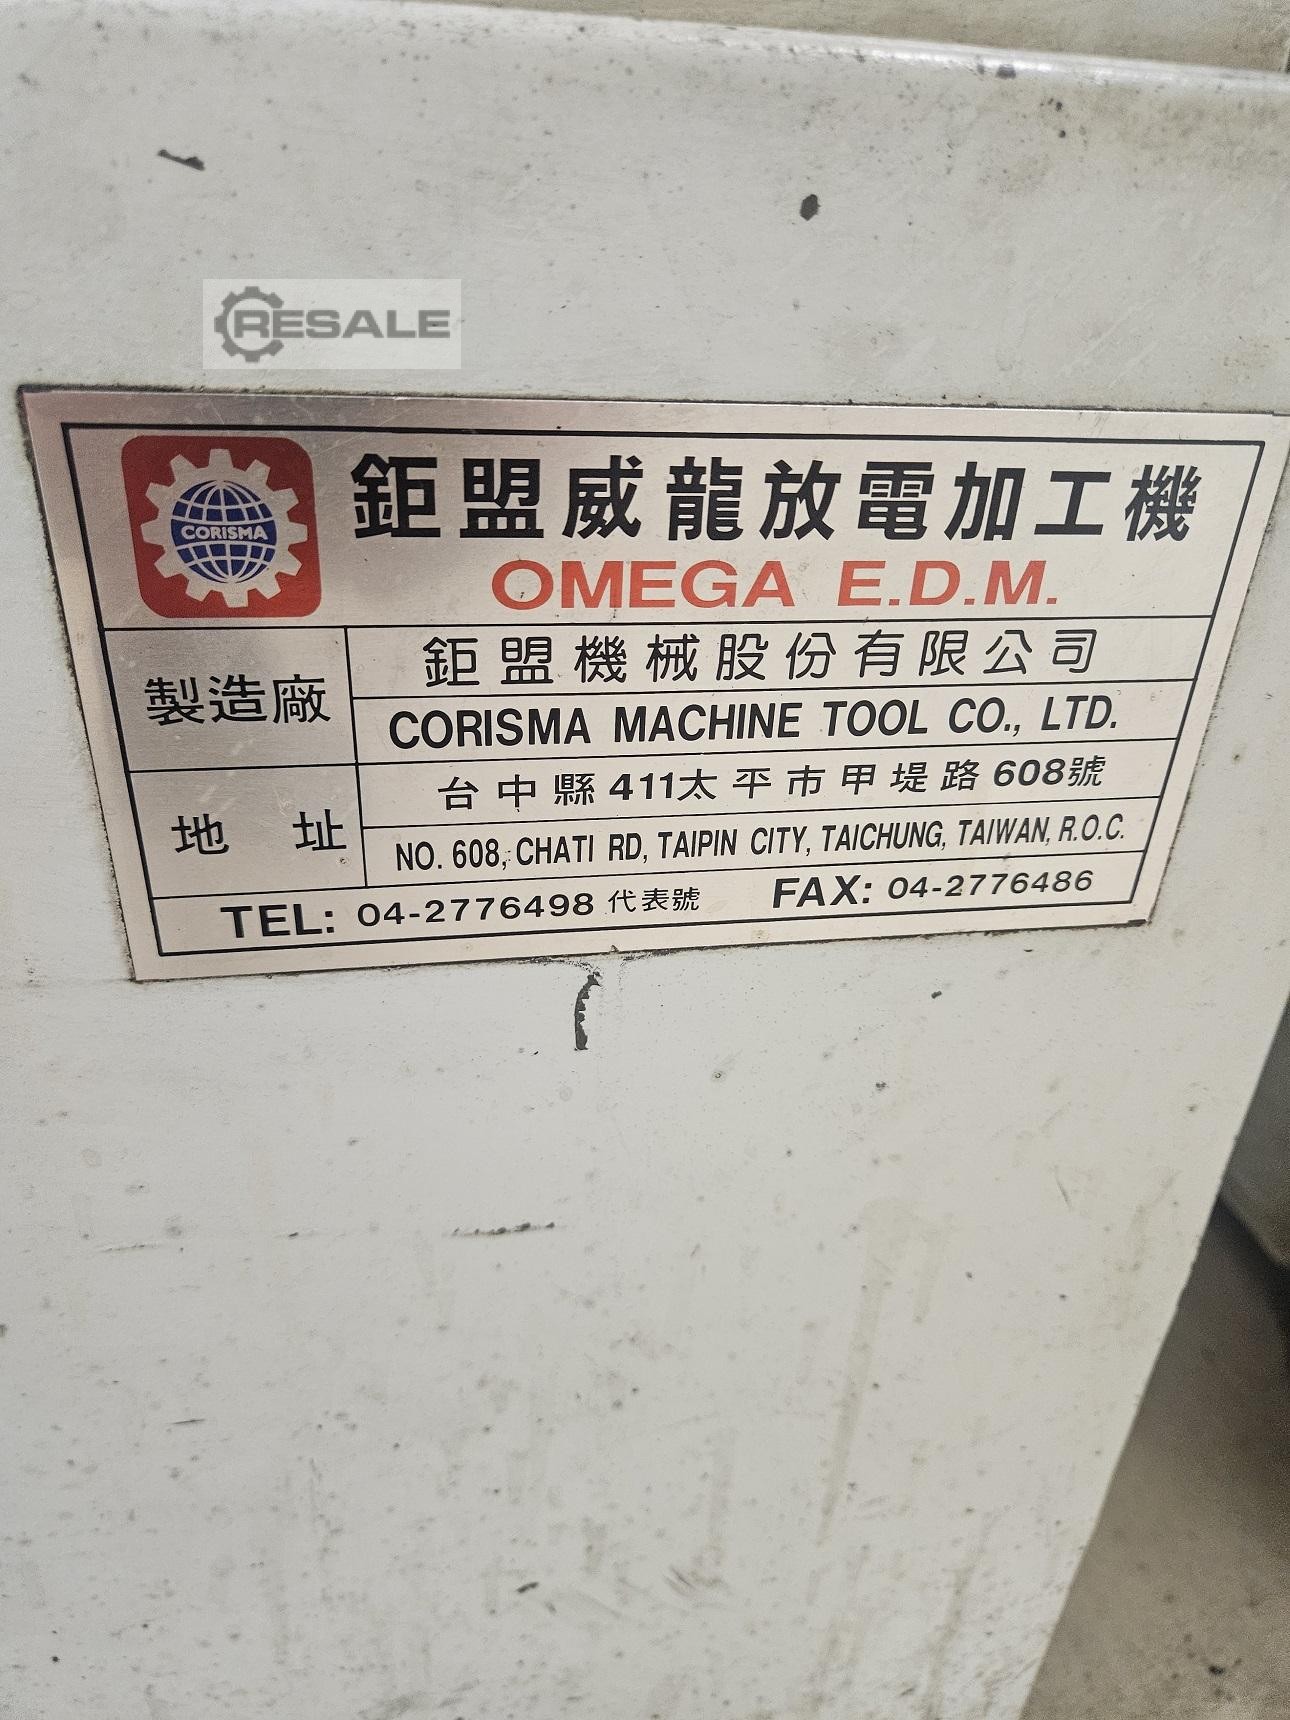 RESALE
CORISMA
鉅盟威龍放電加工機
OMEGA E.D.M.
製造廠
鉅盟機械股份有限公司
CORISMA MACHINE TOOL CO., LTD.
地址
台中縣411太平市甲堤路608號
NO. 608, CHATI RD, TAIPIN CITY, TAICHUNG, TAIWAN, R.O.C.
TEL: 04-2776498 代表號 FAX: 04-2776486